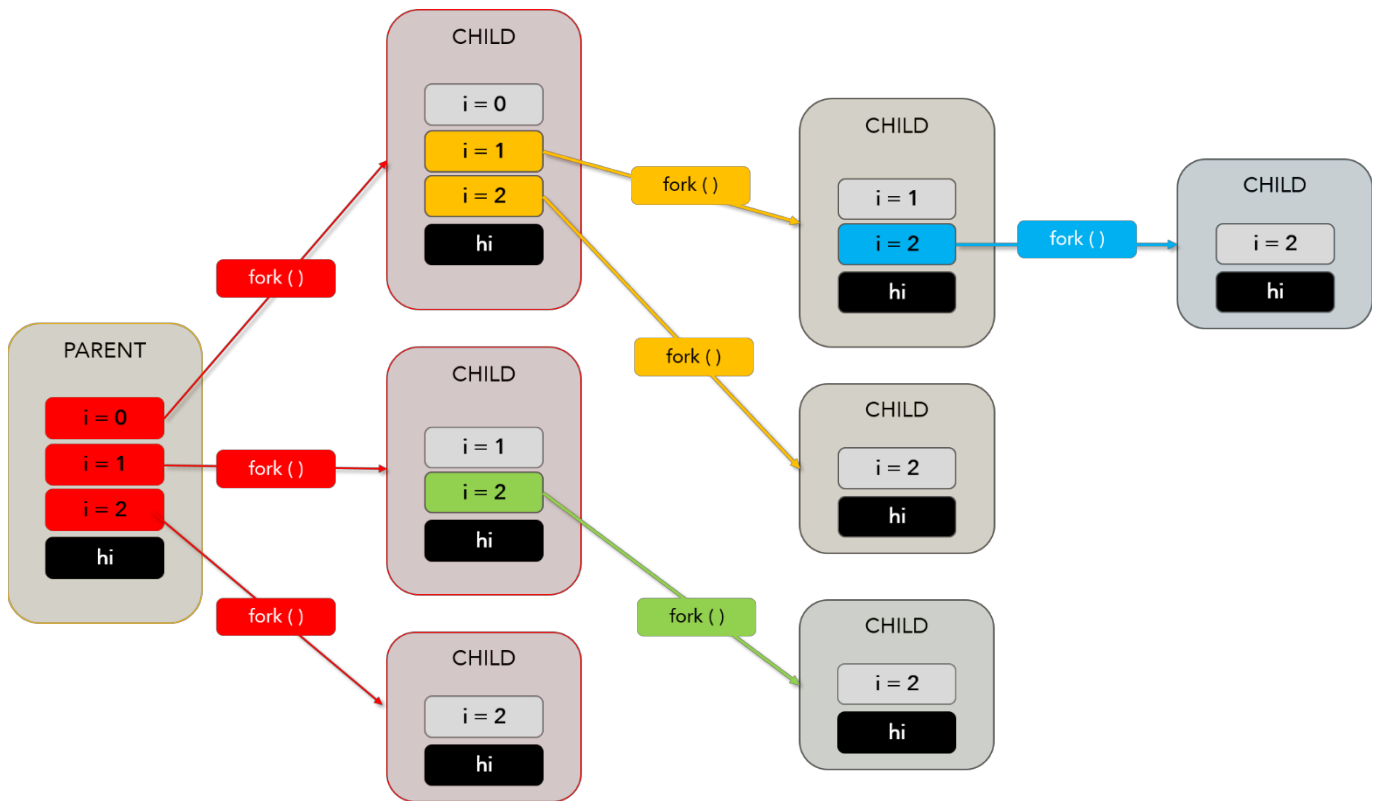 PARENT
i = 0
i = 1
i = 2
hi
fork ( )
fork ( )
fork ( )
CHILD
i = 0
i = 1
i = 2
hi
CHILD
i = 1
i = 2
hi
CHILD
i = 2
hi
fork ( )
fork ( )
fork ( )
CHILD
i = 1
i = 2
hi
CHILD
i = 2
hi
CHILD
i = 2
hi
fork ( )
CHILD
i = 2
hi